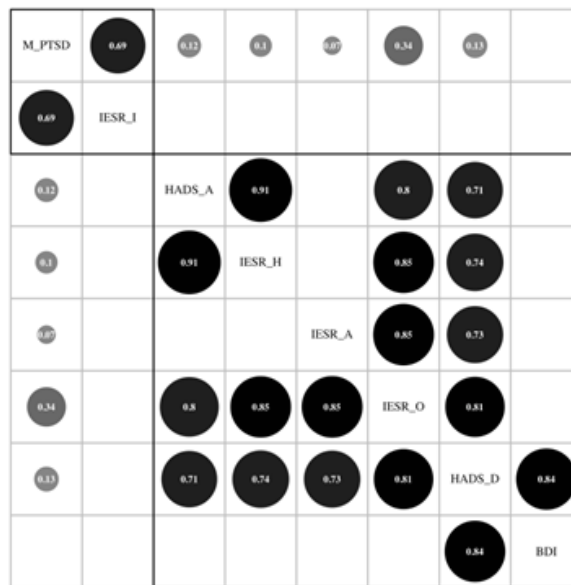 M_PTSD 0.69 0.12 0.1 0.07 0.34 0.13
0.69 IESR_I
0.12 HADS_A 0.91 0.8 0.71
0.1 0.91 IESR_H 0.85 0.74
0.07 IESR_A 0.85 0.73
0.34 0.8 0.85 0.85 IESR_O 0.81
0.13 0.71 0.74 0.73 0.81 HADS_D 0.84
0.84 BDI